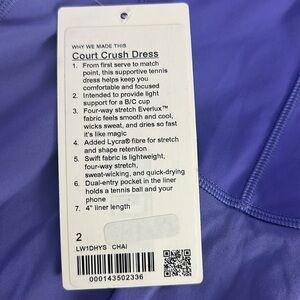 WHY WE MADE THIS
Court Crush Dress
1. From first serve to match
point, this supportive tennis
dress helps keep you
comfortable and focused
2. Intended to provide light
support for a B/C cup
3. Four-way stretch Everlux™
fabric feels smooth and cool,
wicks sweat, and dries so fast
it's like magic
4. Added Lycra® fibre for stretch
and shape retention
5. Swift fabric is lightweight,
four-way stretch,
sweat-wicking, and quick-drying
6. Dual-entry pocket in the liner
holds a tennis ball and your
phone
7. 4" liner length
2
LW1DHYS CHAI
000143502336